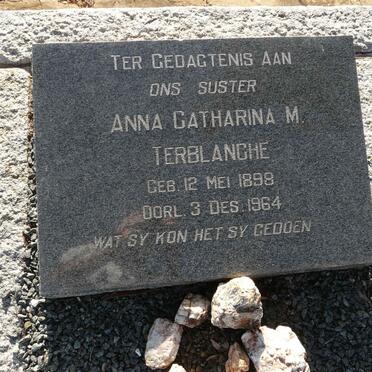 TER GEDAGTENIS AAN
ONS SUSTER
ANNA CATHARINA M.
TERBLANCHE
GEB. 12 MEI 1898
OORL. 3 DES. 1964
WAT SY KON HET SY GEDOEN